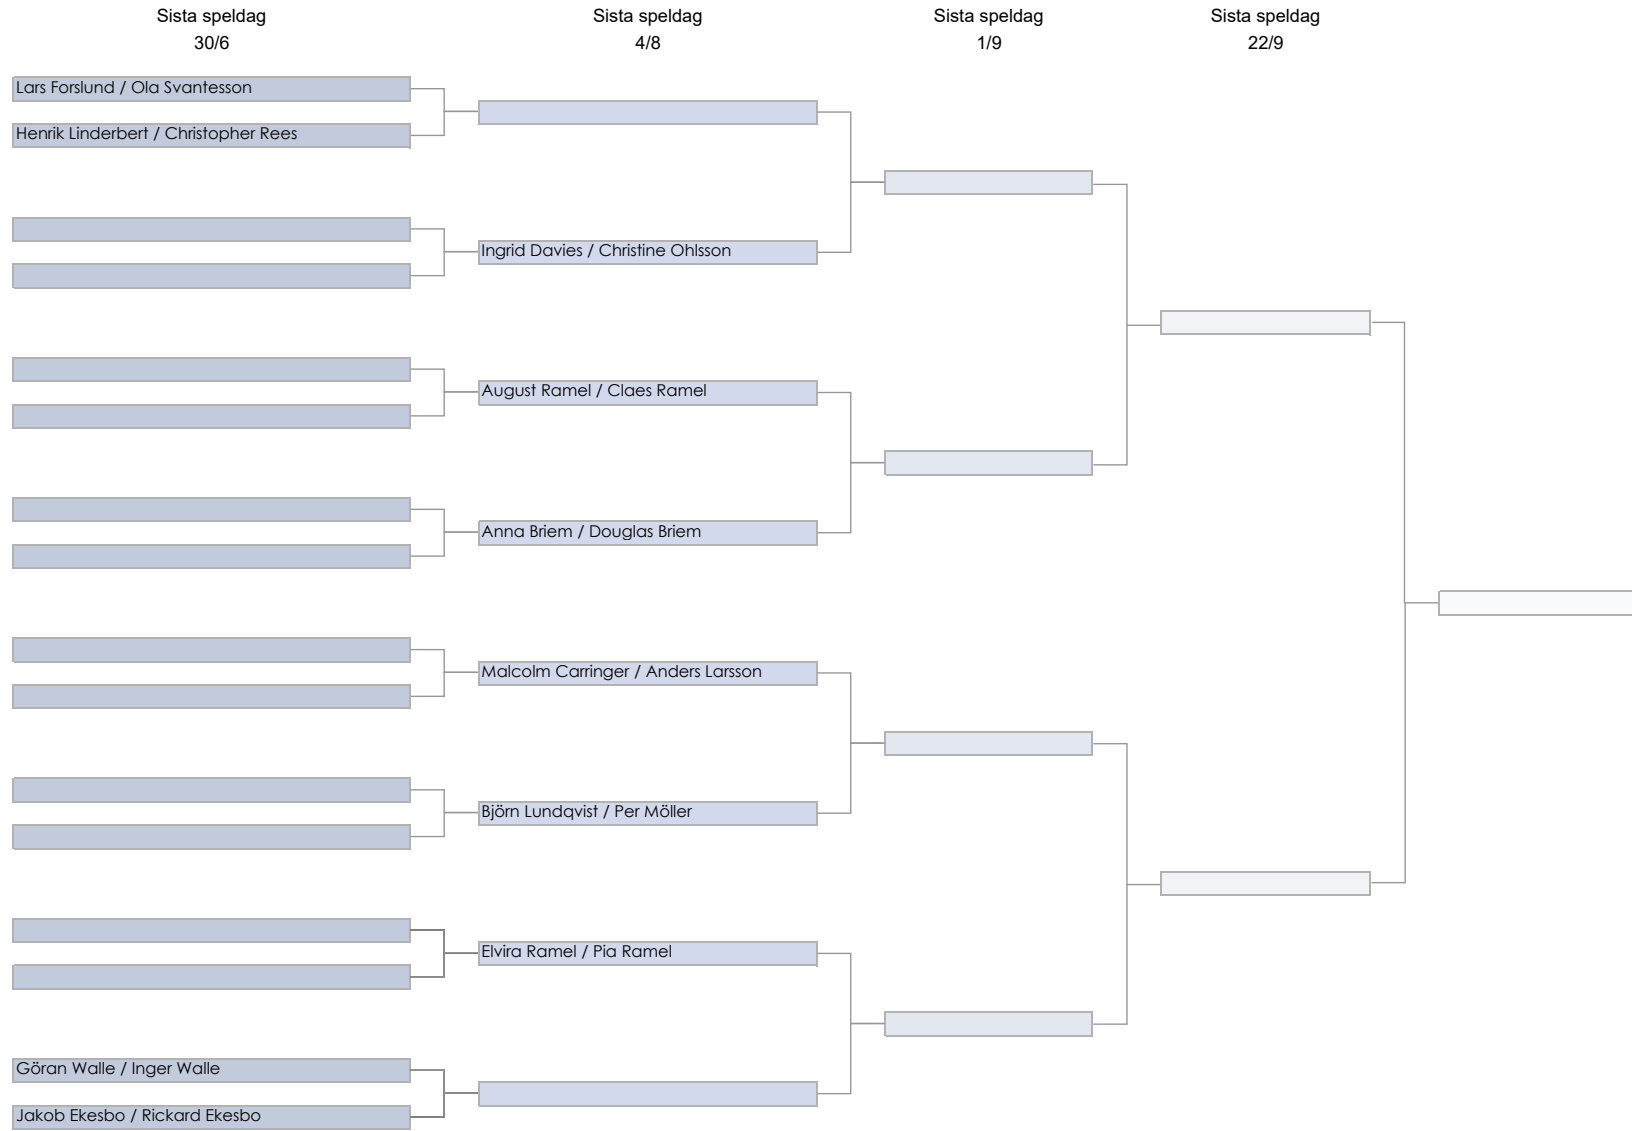 Sista speldag
30/6
Sista speldag
4/8
Sista speldag
1/9
Sista speldag
22/9
Lars Forslund / Ola Svantesson
Henrik Linderbert / Christopher Rees
Ingrid Davies / Christine Ohlsson
August Ramel / Claes Ramel
Anna Briem / Douglas Briem
Malcolm Carringer / Anders Larsson
Björn Lundqvist / Per Möller
Elvira Ramel / Pia Ramel
Göran Walle / Inger Walle
Jakob Ekesbo / Rickard Ekesbo